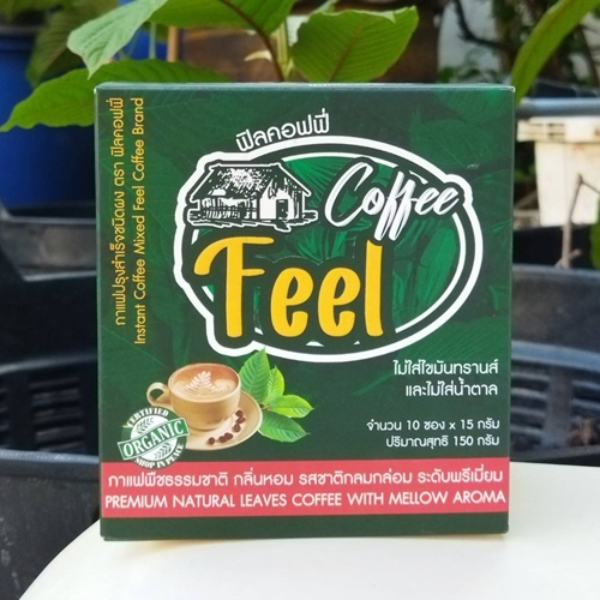 ฟิลคอฟฟี่
Coffee
Feel
กาแฟปรุงสำเร็จชนิดผง ตรา ฟิลคอฟฟี่
Instant Coffee Mixed Feel Coffee Brand
ไม่ใส่ไขมันทรานส์
และไม่ใส่น้ำตาล
จำนวน 10 ซอง x 15 กรัม
ปริมาณสุทธิ 150 กรัม
CERTIFIED
ORGANIC
SHOP IN PEACE
กาแฟพืชธรรมชาติ กลิ่นหอม รสชาติกลมกล่อม ระดับพรีเมี่ยม
PREMIUM NATURAL LEAVES COFFEE WITH MELLOW AROMA